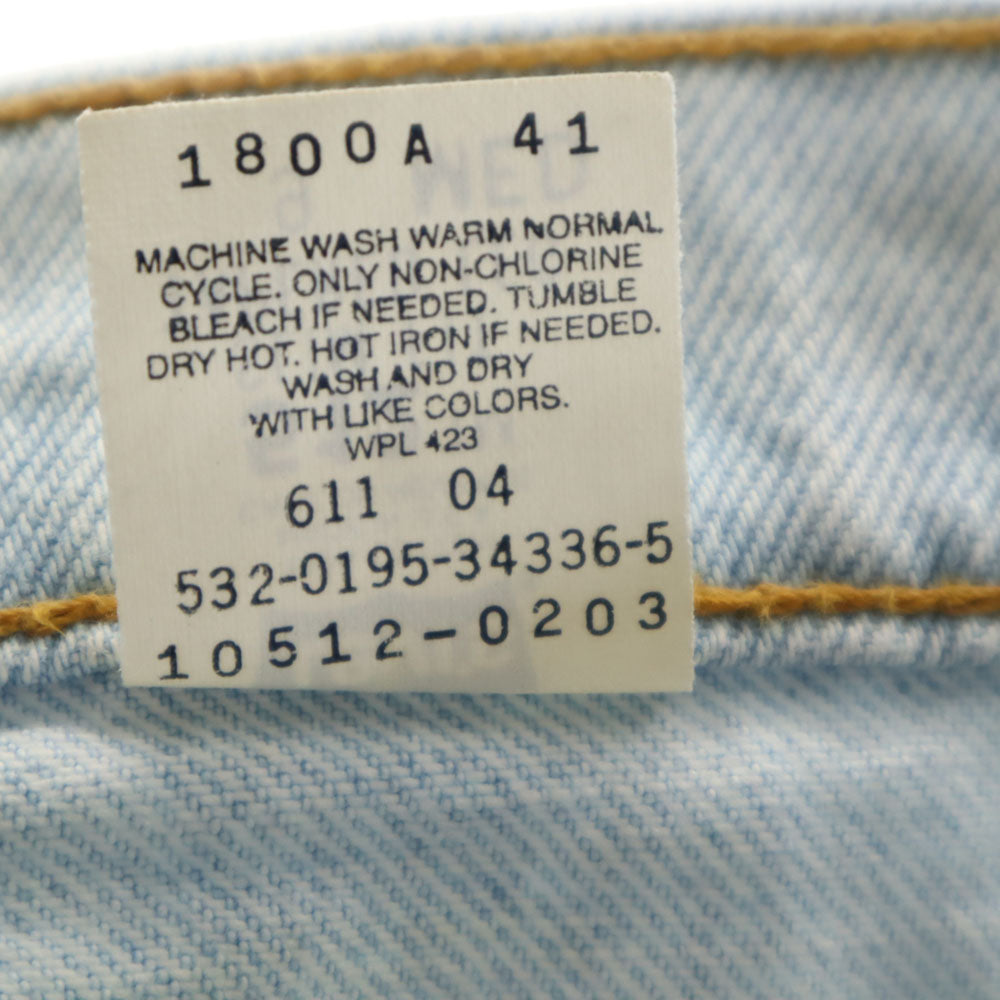 1800A 41
MACHINE WASH WARM NORMAL
CYCLE. ONLY NON-CHLORINE
BLEACH IF NEEDED. TUMBLE
DRY HOT. HOT IRON IF NEEDED.
WASH AND DRY
WITH LIKE COLORS.
WPL 423
611 04
532-0195-34336-5
10512-0203